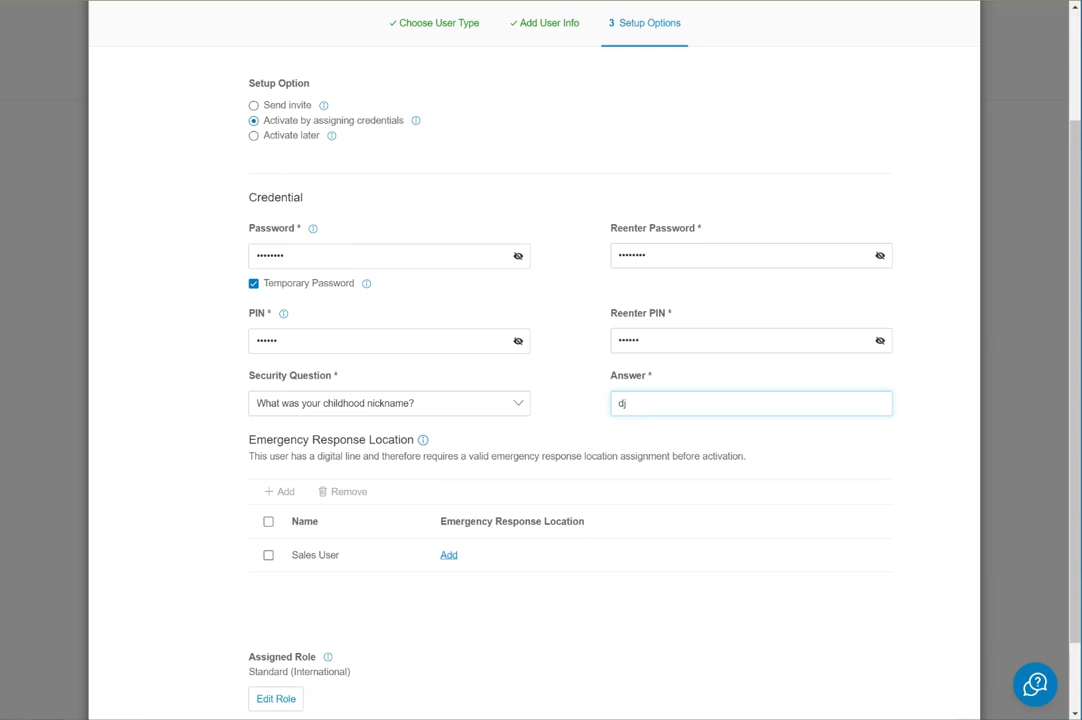 ✓ Choose User Type ✓ Add User Info 3 Setup Options
Setup Option
Send invite
Activate by assigning credentials
Activate later
Credential
Password * Reenter Password *
•••••••• ••••••••
Temporary Password
PIN * Reenter PIN *
•••••• ••••••
Security Question * Answer *
What was your childhood nickname? dj
Emergency Response Location
This user has a digital line and therefore requires a valid emergency response location assignment before activation.
+ Add Remove
Name Emergency Response Location
Sales User Add
Assigned Role
Standard (International)
Edit Role